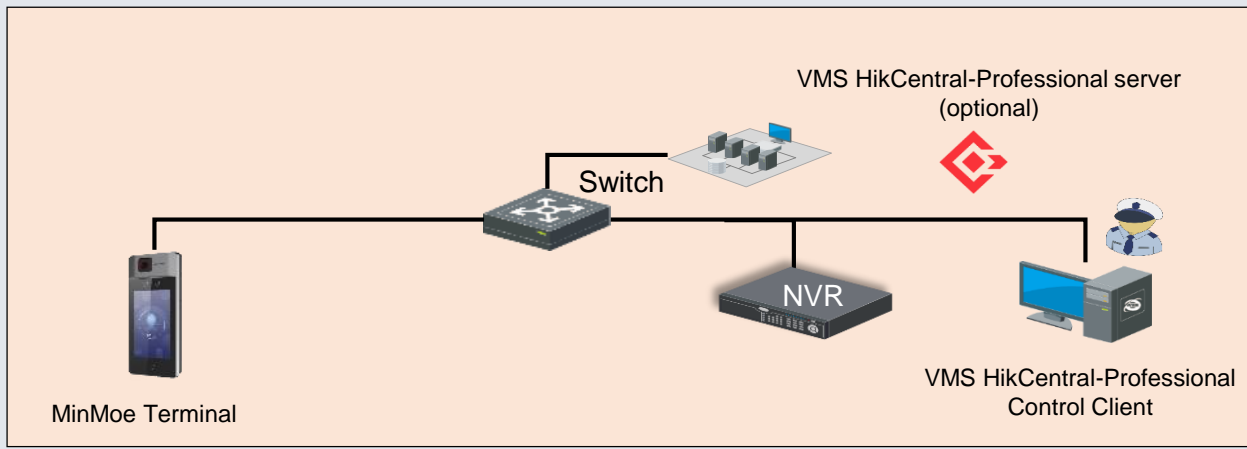 VMS HikCentral-Professional server
(optional)
Switch
NVR
MinMoe Terminal
VMS HikCentral-Professional
Control Client